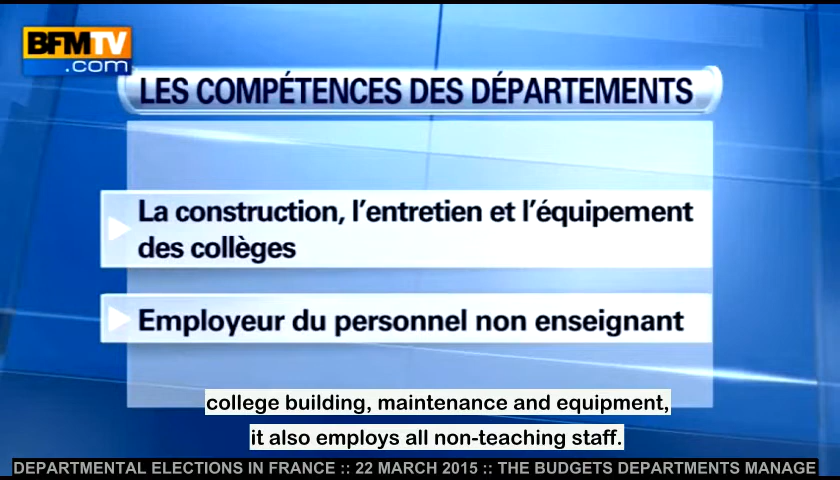 BFMTV
.com
LES COMPÉTENCES DES DÉPARTEMENTS
La construction, l'entretien et l'équipement
des collèges
Employeur du personnel non enseignant
college building, maintenance and equipment,
it also employs all non-teaching staff.
DEPARTMENTAL ELECTIONS IN FRANCE :: 22 MARCH 2015 :: THE BUDGETS DEPARTMENTS MANAGE